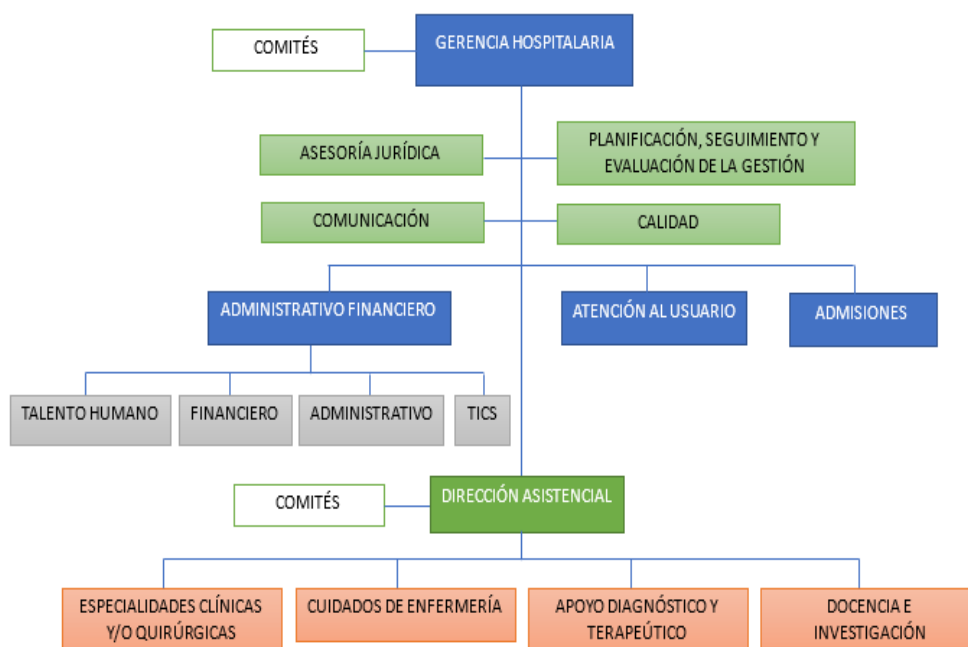 COMITÉS
GERENCIA HOSPITALARIA
ASESORÍA JURÍDICA
PLANIFICACIÓN, SEGUIMIENTO Y
EVALUACIÓN DE LA GESTIÓN
COMUNICACIÓN
CALIDAD
ADMINISTRATIVO FINANCIERO
ATENCIÓN AL USUARIO
ADMISIONES
TALENTO HUMANO
FINANCIERO
ADMINISTRATIVO
TICS
COMITÉS
DIRECCIÓN ASISTENCIAL
ESPECIALIDADES CLÍNICAS
Y/O QUIRÚRGICAS
CUIDADOS DE ENFERMERÍA
APOYO DIAGNÓSTICO Y
TERAPEÚTICO
DOCENCIA E
INVESTIGACIÓN